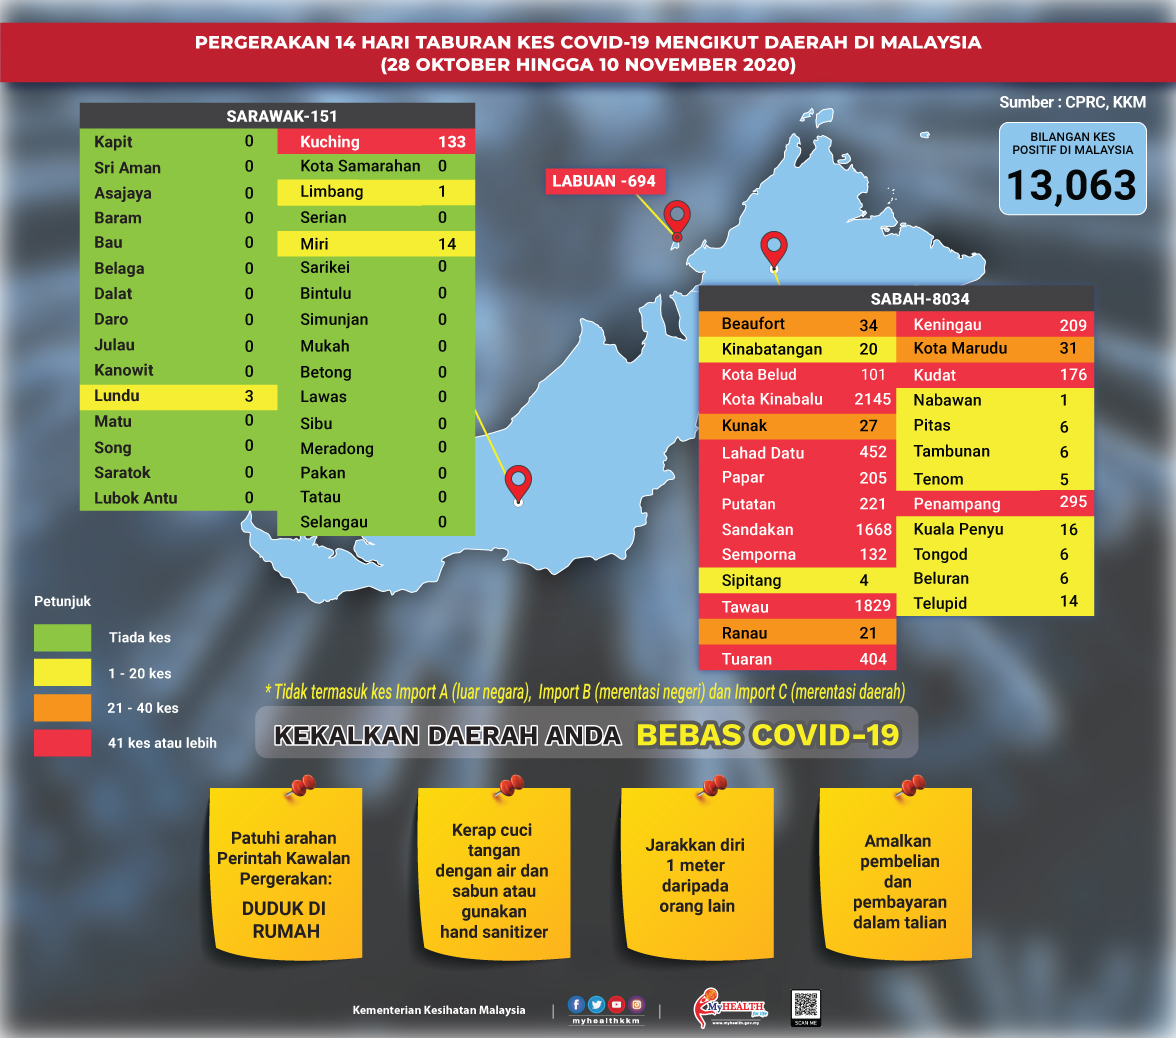 PERGERAKAN 14 HARI TABURAN KES COVID-19 MENGIKUT DAERAH DI MALAYSIA
(28 OKTOBER HINGGA 10 NOVEMBER 2020)
Sumber : CPRC, KKM
BILANGAN KES
POSITIF DI MALAYSIA
13,063
SARAWAK-151
Kapit 0
Sri Aman 0
Asajaya 0
Baram 0
Bau 0
Belaga 0
Dalat 0
Daro 0
Julau 0
Kanowit 0
Lundu 3
Matu 0
Song 0
Saratok 0
Lubok Antu 0
Kuching 133
Kota Samarahan 0
Limbang 1
Serian 0
Miri 14
Sarikei 0
Bintulu 0
Simunjan 0
Mukah 0
Betong 0
Lawas 0
Sibu 0
Meradong 0
Pakan 0
Tatau 0
Selangau 0
LABUAN -694
SABAH-8034
Beaufort 34
Kinabatangan 20
Kota Belud 101
Kota Kinabalu 2145
Kunak 27
Lahad Datu 452
Papar 205
Putatan 221
Sandakan 1668
Semporna 132
Sipitang 4
Tawau 1829
Ranau 21
Tuaran 404
Keningau 209
Kota Marudu 31
Kudat 176
Nabawan 1
Pitas 6
Tambunan 6
Tenom 5
Penampang 295
Kuala Penyu 16
Tongod 6
Beluran 6
Telupid 14
Petunjuk
Tiada kes
1 - 20 kes
21 - 40 kes
41 kes atau lebih
* Tidak termasuk kes Import A (luar negara), Import B (merentasi negeri) dan Import C (merentasi daerah)
KEKALKAN DAERAH ANDA BEBAS COVID-19
Patuhi arahan
Perintah Kawalan
Pergerakan:
DUDUK DI
RUMAH
Kerap cuci
tangan
dengan air dan
sabun atau
gunakan
hand sanitizer
Jarakkan diri
1 meter
daripada
orang lain
Amalkan
pembelian
dan
pembayaran
dalam talian
Kementerian Kesihatan Malaysia
myhealthkkm
MyHEALTH
for life
www.myhealth.gov.my
SCAN ME